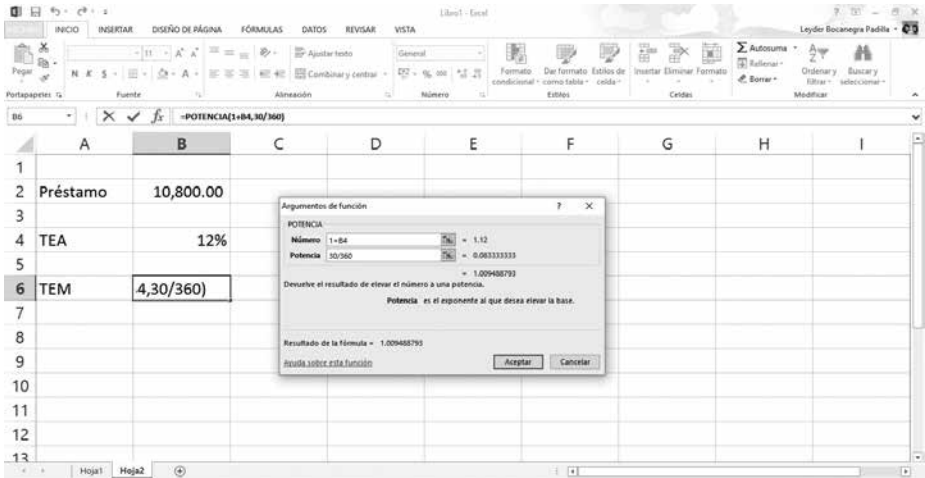 Libro1 - Excel
INICIO INSERTAR DISEÑO DE PÁGINA FÓRMULAS DATOS REVISAR VISTA Leyder Bocanegra Padilla
Pegar
N K S
11
A A
Ajustar texto
Combinar y centrar
General
% 000
Formato condicional
Dar formato como tabla
Estilos de celda
Insertar Eliminar Formato
Autosuma
Rellenar
Borrar
Ordenar y filtrar
Buscar y seleccionar
Portapapeles Fuente Alineación Número Estilos Celdas Modificar
B6 fx =POTENCIA(1+B4,30/360)
A B C D E F G H I
1
2 Préstamo 10,800.00
3
4 TEA 12%
5
6 TEM 4,30/360)
7
8
9
10
11
12
13
Argumentos de función ? ×
POTENCIA
Número 1+B4 = 1.12
Potencia 30/360 = 0.083333333
= 1.009488793
Devuelve el resultado de elevar el número a una potencia.
Potencia es el exponente al que desea elevar la base.
Resultado de la fórmula = 1.009488793
Ayuda sobre esta función Aceptar Cancelar
Hoja1 Hoja2